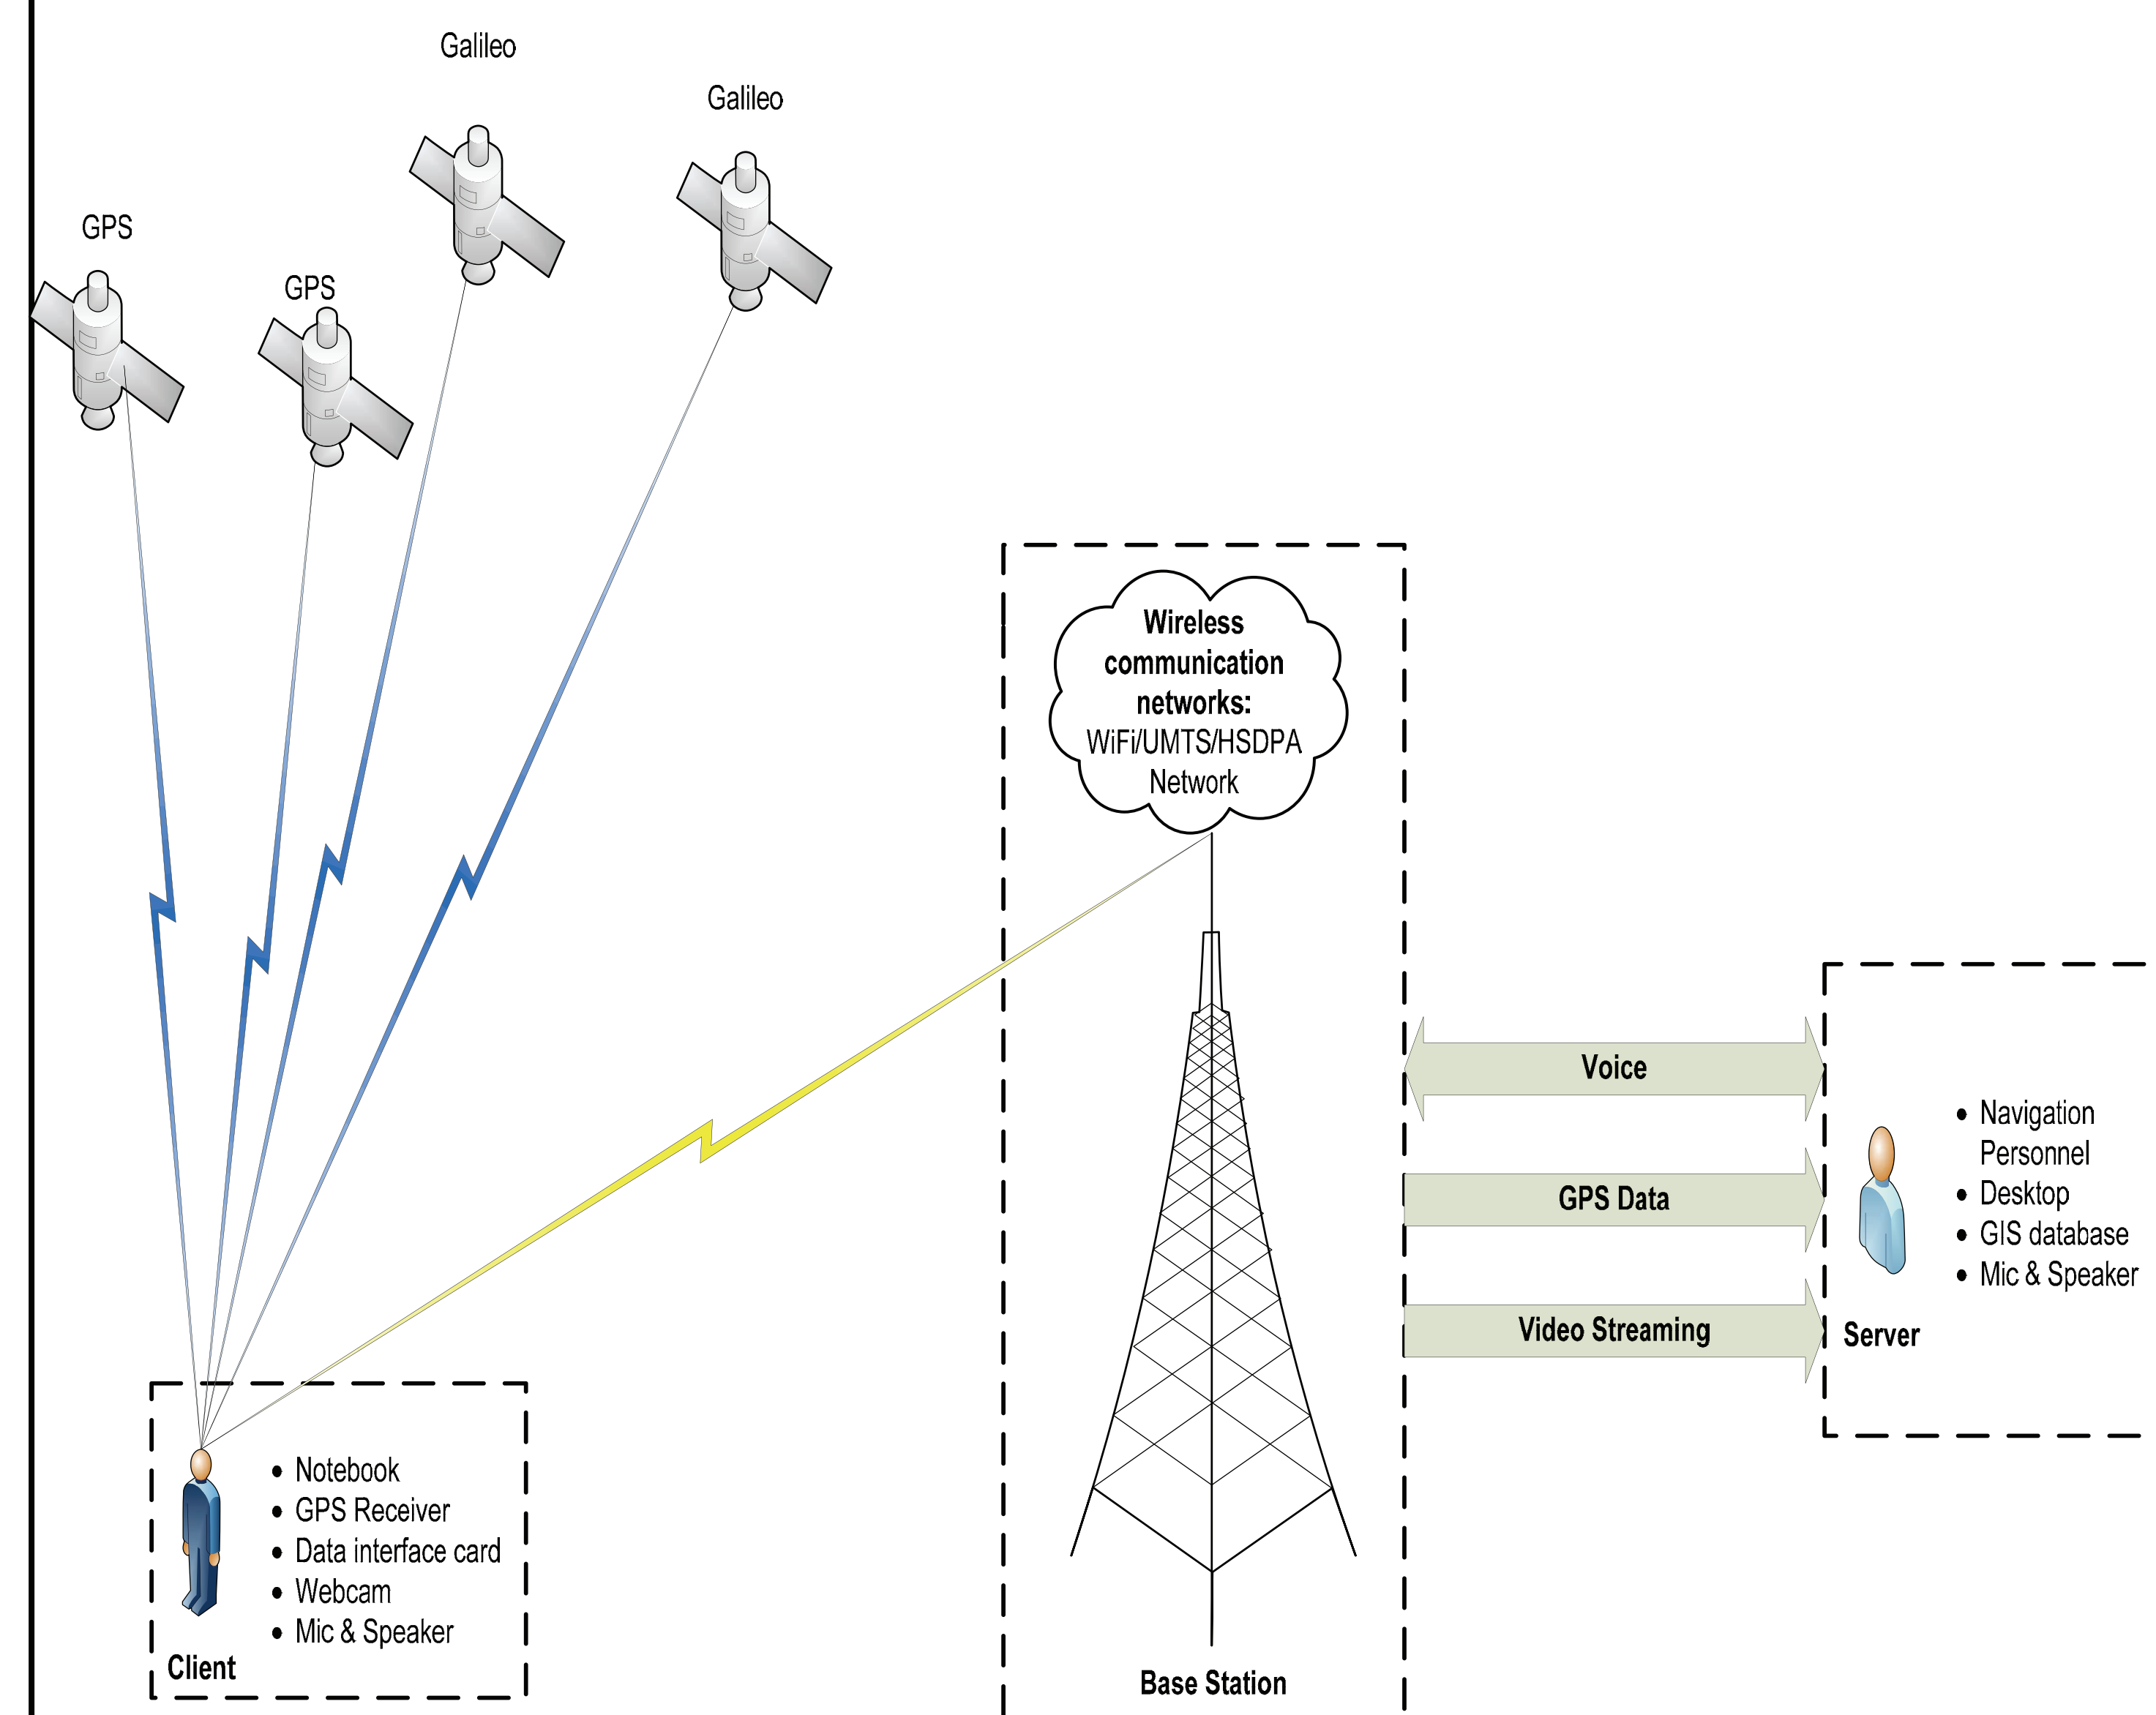 Galileo
Galileo
GPS
GPS
Wireless
communication
networks:
WiFi/UMTS/HSDPA
Network
Voice
GPS Data
Video Streaming
• Navigation
Personnel
• Desktop
• GIS database
• Mic & Speaker
Server
• Notebook
• GPS Receiver
• Data interface card
• Webcam
• Mic & Speaker
Client
Base Station